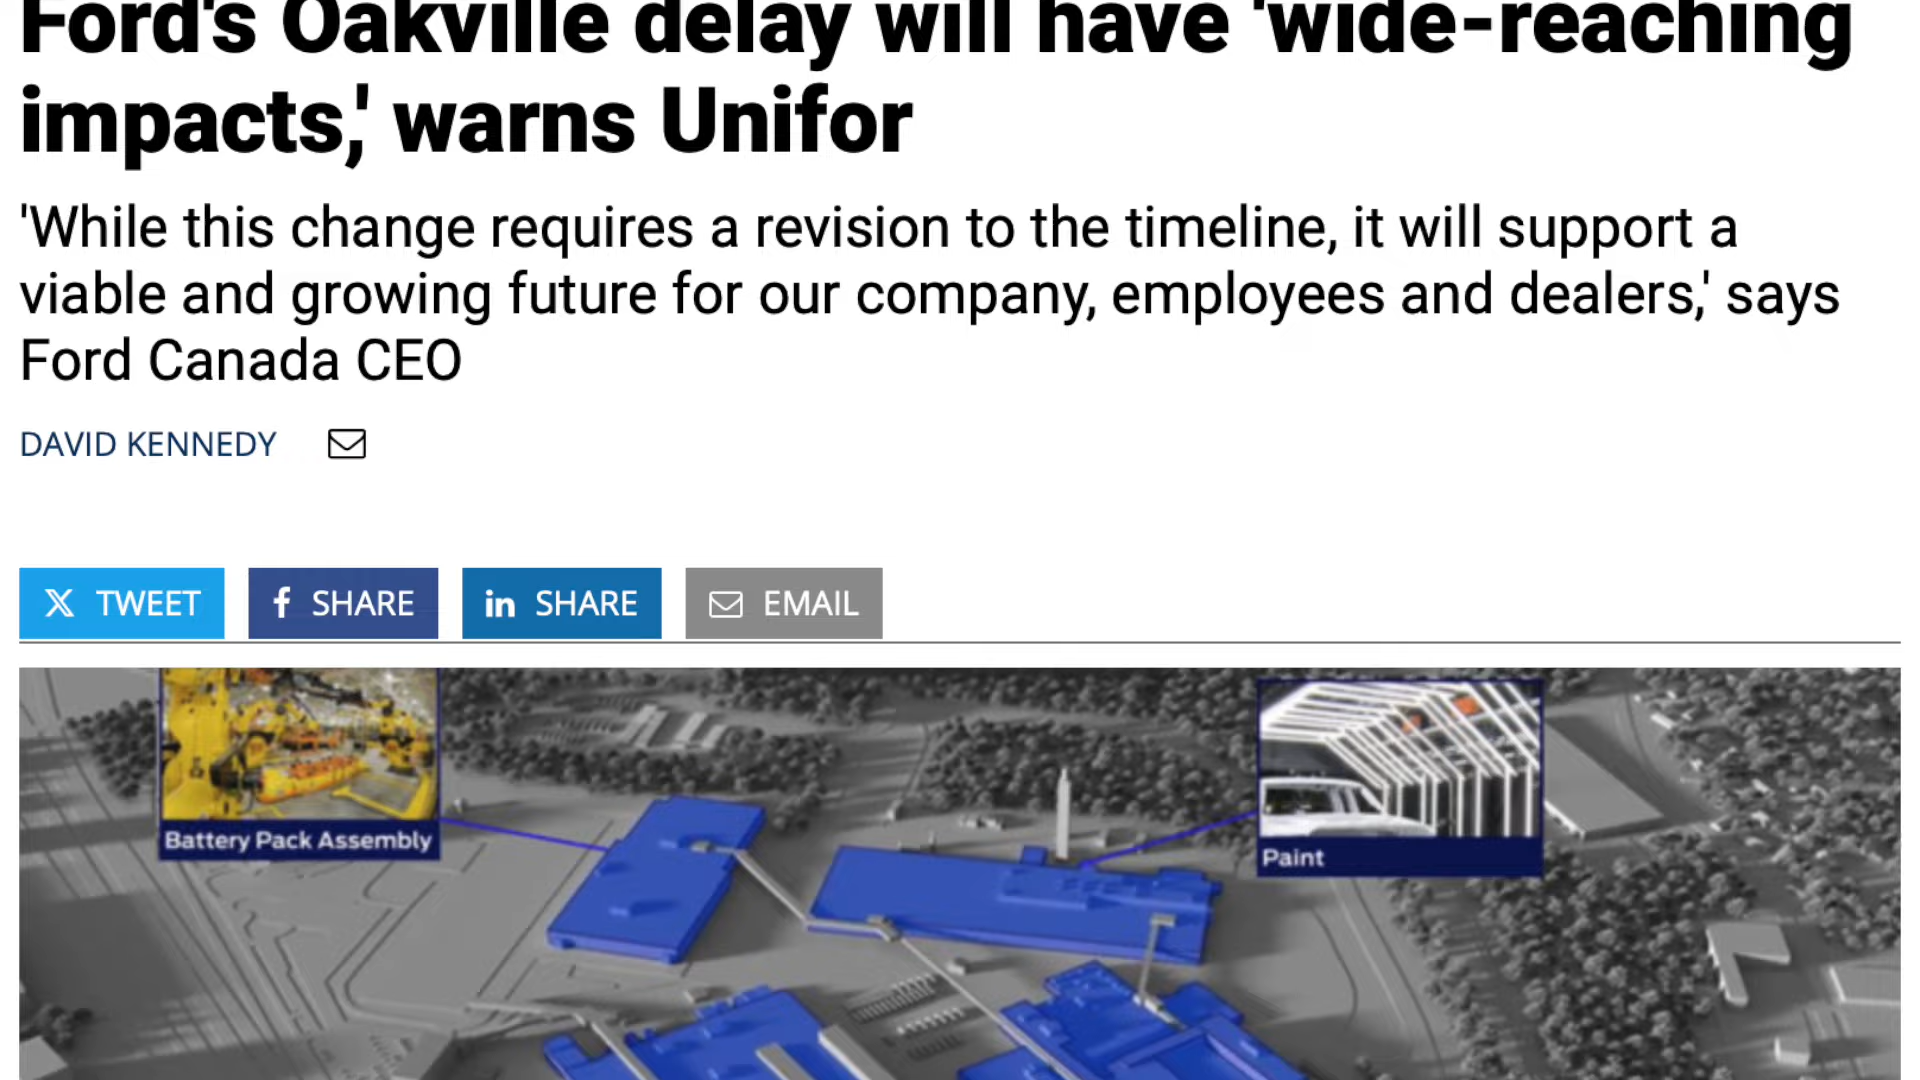 Ford's Oakville delay will have 'wide-reaching
impacts,' warns Unifor
'While this change requires a revision to the timeline, it will support a
viable and growing future for our company, employees and dealers,' says
Ford Canada CEO
DAVID KENNEDY
TWEET
SHARE
SHARE
EMAIL
Battery Pack Assembly
Paint